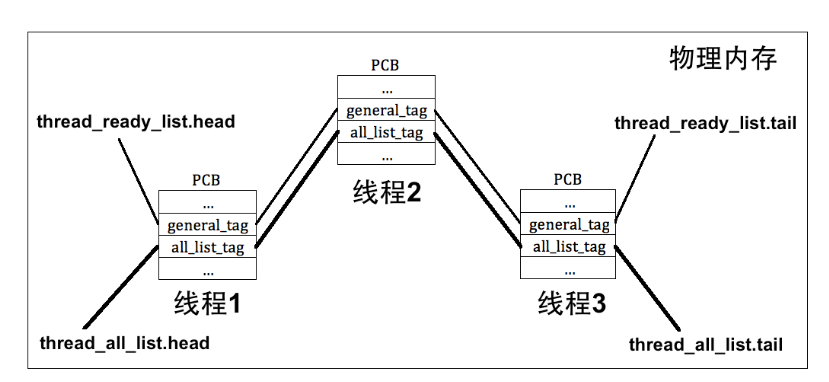 物理内存
PCB
...
general_tag
all_list_tag
...
线程2
thread_ready_list.head
thread_ready_list.tail
PCB
...
general_tag
all_list_tag
...
线程1
PCB
...
general_tag
all_list_tag
...
线程3
thread_all_list.head
thread_all_list.tail